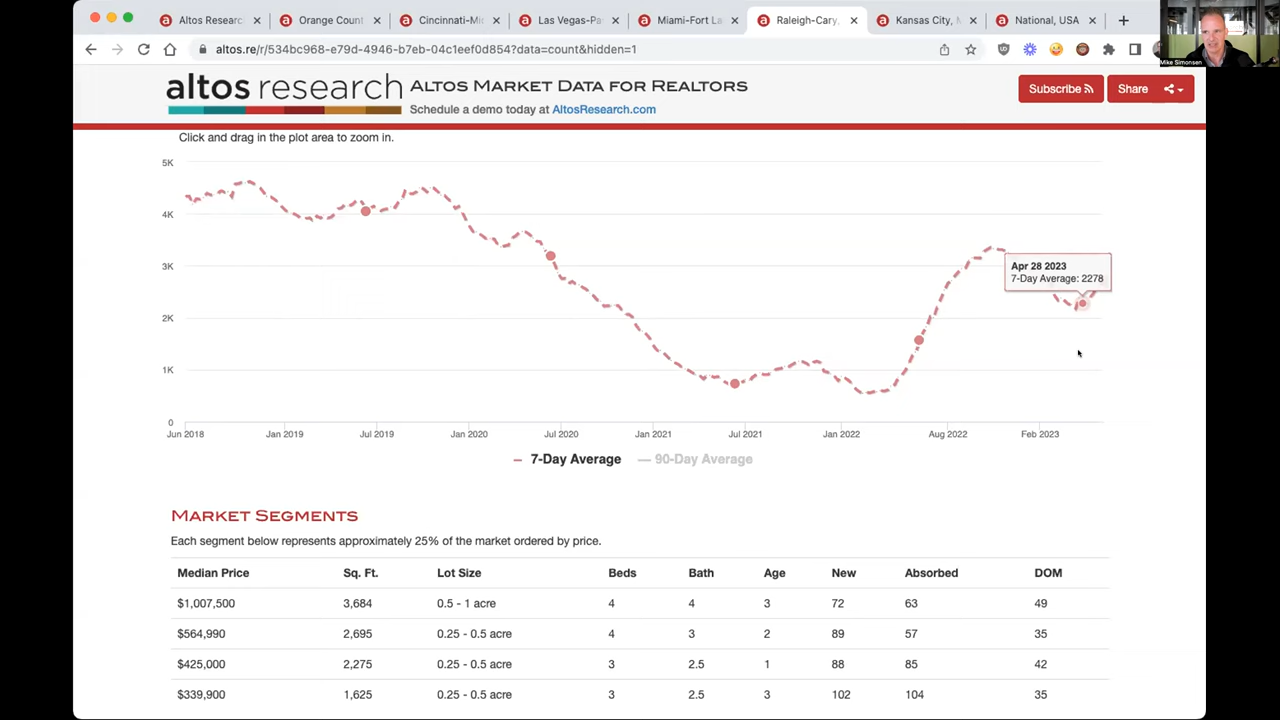 Altos Researc
Orange Count
Cincinnati-Mi
Las Vegas-Pa
Miami-Fort La
Raleigh-Cary,
Kansas City, M
National, USA
altos.re/r/534bc968-e79d-4946-b7eb-04c1eef0d854?data=count&hidden=1
Mike Simonsen
altos research
ALTOS MARKET DATA FOR REALTORS
Schedule a demo today at AltosResearch.com
Subscribe
Share
Click and drag in the plot area to zoom in.
5K
4K
3K
2K
1K
0
Apr 28 2023
7-Day Average: 2278
Jun 2018 Jan 2019 Jul 2019 Jan 2020 Jul 2020 Jan 2021 Jul 2021 Jan 2022 Aug 2022 Feb 2023
7-Day Average 90-Day Average
MARKET SEGMENTS
Each segment below represents approximately 25% of the market ordered by price.
Median Price Sq. Ft. Lot Size Beds Bath Age New Absorbed DOM
$1,007,500 3,684 0.5 - 1 acre 4 4 3 72 63 49
$564,990 2,695 0.25 - 0.5 acre 4 3 2 89 57 35
$425,000 2,275 0.25 - 0.5 acre 3 2.5 1 88 85 42
$339,900 1,625 0.25 - 0.5 acre 3 2.5 3 102 104 35